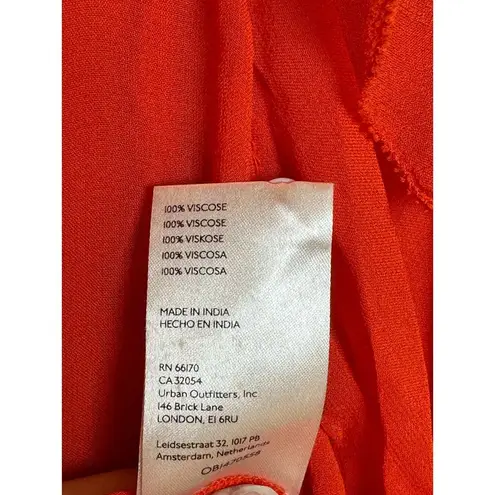 100% VISCOSE
100% VISCOSE
100% VISKOSE
100% VISCOSA
100% VISCOSA
MADE IN INDIA
HECHO EN INDIA
RN 66170
CA 32054
Urban Outfitters, Inc
146 Brick Lane
LONDON, E1 6RU
Leidsestraat 32, 1017 PB
Amsterdam, Netherlands